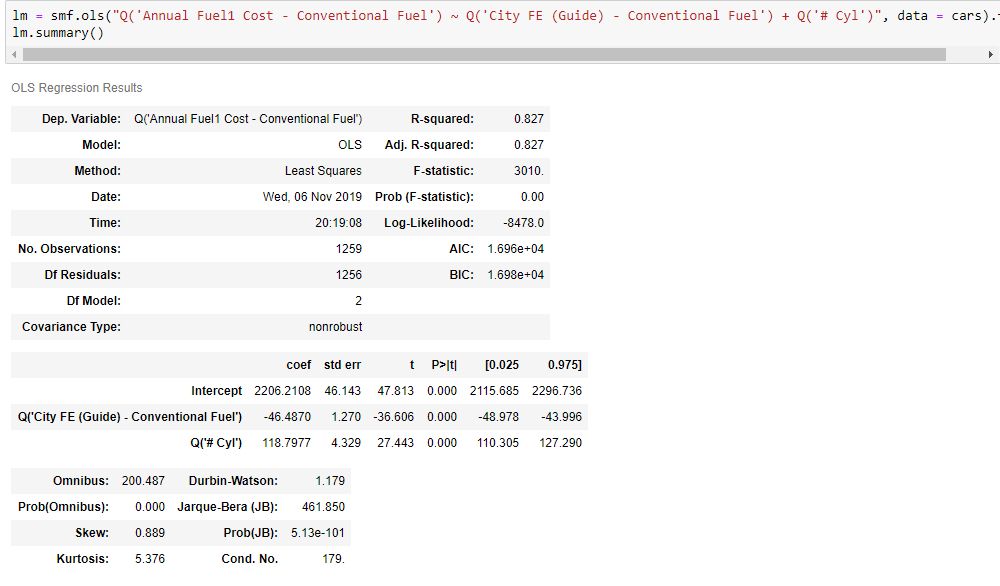 lm = smf.ols("Q('Annual Fuel1 Cost - Conventional Fuel') ~ Q('City FE (Guide) - Conventional Fuel') + Q('# Cyl')", data = cars).
lm.summary()
OLS Regression Results
Dep. Variable: Q('Annual Fuel1 Cost - Conventional Fuel') R-squared: 0.827
Model: OLS Adj. R-squared: 0.827
Method: Least Squares F-statistic: 3010.
Date: Wed, 06 Nov 2019 Prob (F-statistic): 0.00
Time: 20:19:08 Log-Likelihood: -8478.0
No. Observations: 1259 AIC: 1.696e+04
Df Residuals: 1256 BIC: 1.698e+04
Df Model: 2
Covariance Type: nonrobust
coef std err t P>|t| [0.025 0.975]
Intercept 2206.2108 46.143 47.813 0.000 2115.685 2296.736
Q('City FE (Guide) - Conventional Fuel') -46.4870 1.270 -36.606 0.000 -48.978 -43.996
Q('# Cyl') 118.7977 4.329 27.443 0.000 110.305 127.290
Omnibus: 200.487 Durbin-Watson: 1.179
Prob(Omnibus): 0.000 Jarque-Bera (JB): 461.850
Skew: 0.889 Prob(JB): 5.13e-101
Kurtosis: 5.376 Cond. No. 179.